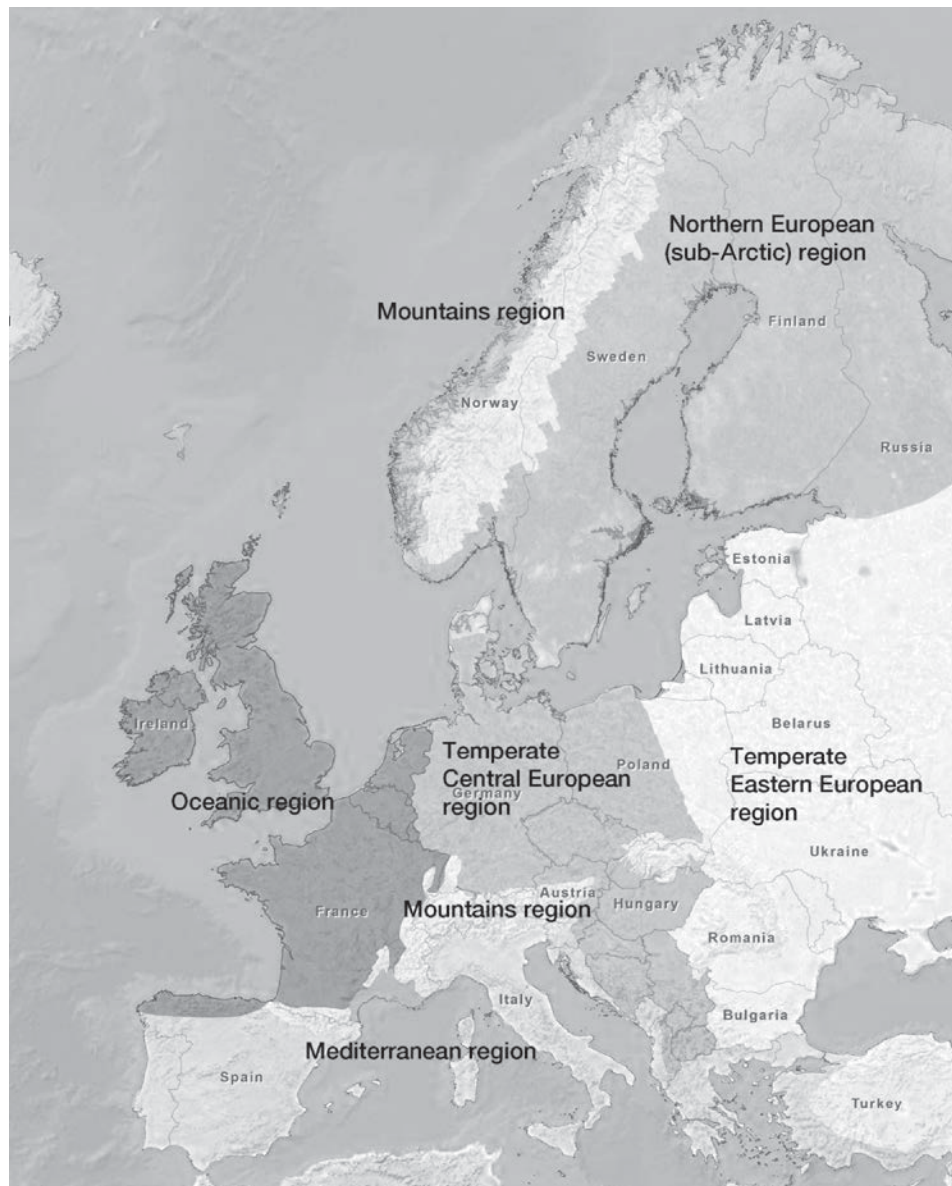 Northern European
(sub-Arctic) region
Mountains region
Finland
Sweden
Norway
Russia
Estonia
Latvia
Lithuania
Ireland
Belarus
Temperate
Central European
region
Germany
Poland
Temperate
Eastern European
region
Oceanic region
Ukraine
Austria
Hungary
France
Mountains region
Romania
Italy
Bulgaria
Mediterranean region
Spain
Turkey